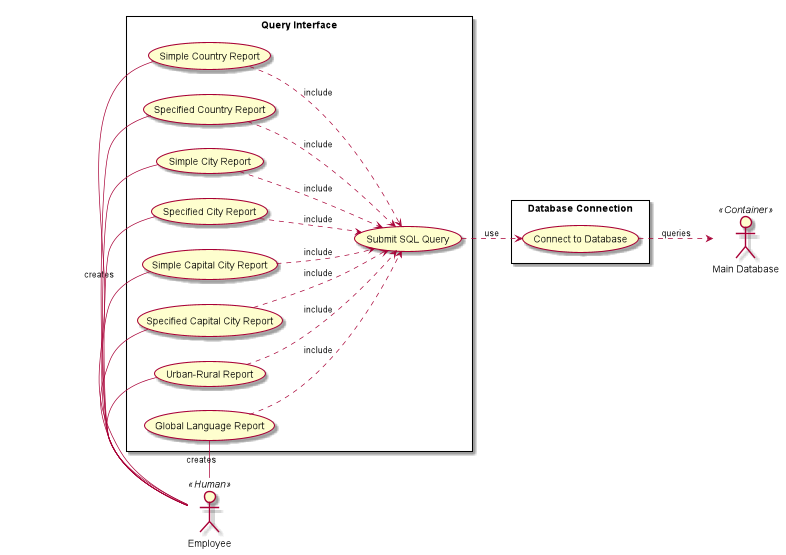 Query Interface
Simple Country Report
include
Specified Country Report
include
Simple City Report
include
Specified City Report
include
Submit SQL Query
use
Database Connection
Connect to Database
queries
«Container»
Main Database
Simple Capital City Report
include
creates
Specified Capital City Report
include
include
Urban-Rural Report
include
Global Language Report
creates
«Human»
Employee